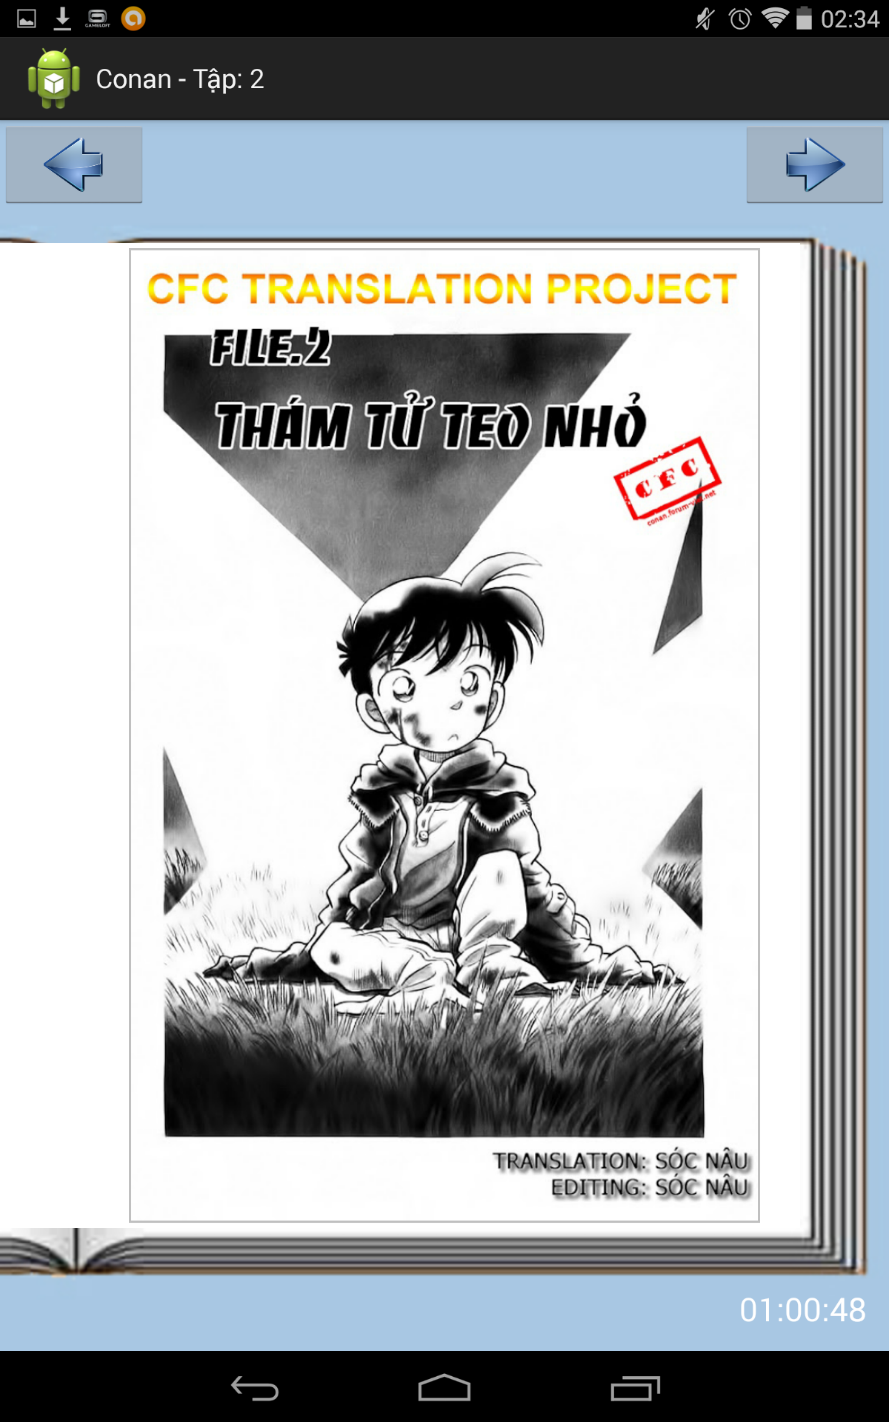 02:34
Conan - Tập: 2
CFC TRANSLATION PROJECT
FILE.2
THÁM TỬ TEO NHỎ
CFC
TRANSLATION: SÓC NÂU
EDITING: SÓC NÂU
01:00:48